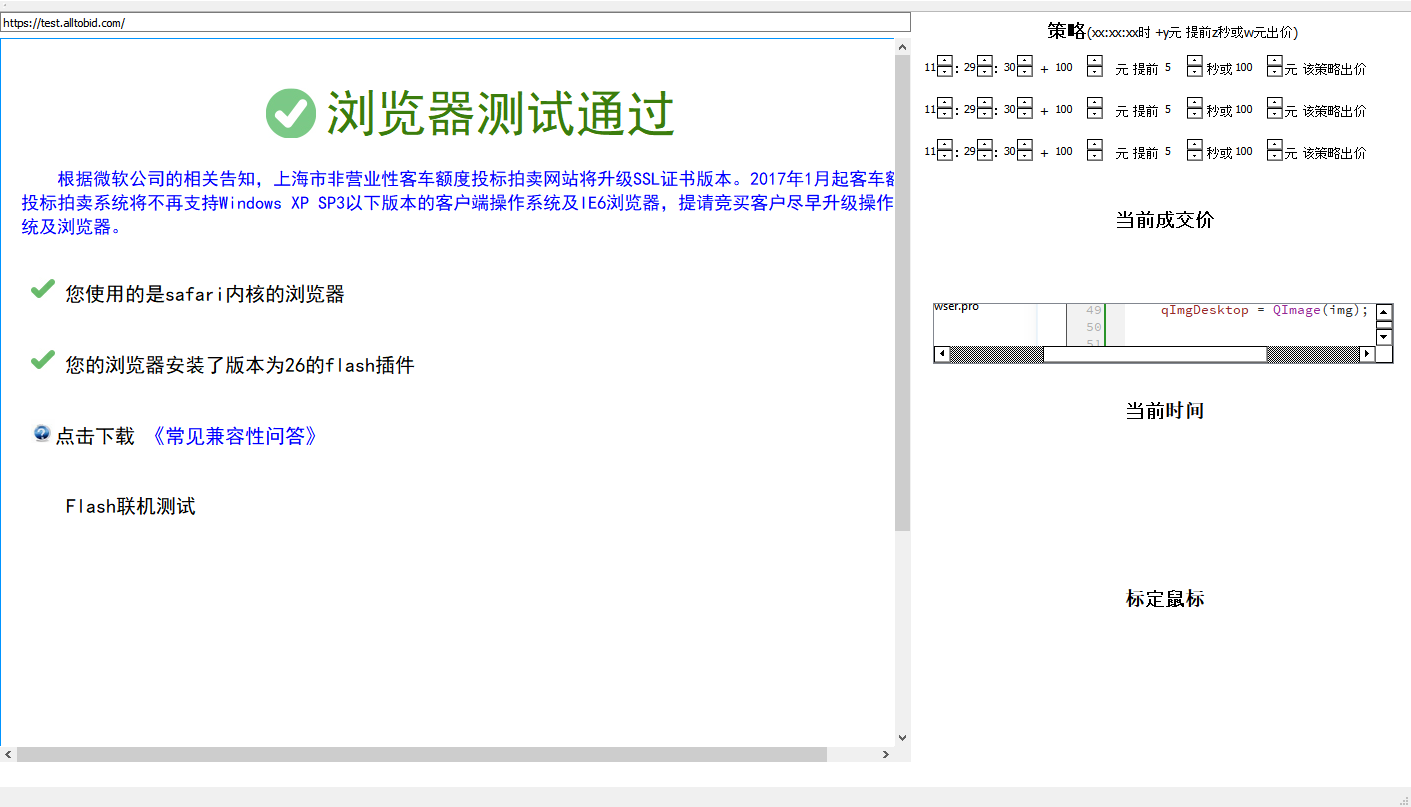 https://test.alltobid.com/
浏览器测试通过
根据微软公司的相关告知，上海市非营业性客车额度投标拍卖网站将升级SSL证书版本。2017年1月起客车额
投标拍卖系统将不再支持Windows XP SP3以下版本的客户端操作系统及IE6浏览器，提请竞买客户尽早升级操作
统及浏览器。
您使用的是safari内核的浏览器
您的浏览器安装了版本为26的flash插件
点击下载 《常见兼容性问答》
Flash联机测试
策略(xx:xx:xx时 +y元 提前z秒或w元出价)
11 : 29 : 30 + 100 元 提前 5 秒或 100 元 该策略出价
11 : 29 : 30 + 100 元 提前 5 秒或 100 元 该策略出价
11 : 29 : 30 + 100 元 提前 5 秒或 100 元 该策略出价
当前成交价
wser.pro
49 qImgDesktop = QImage(img);
50
51
当前时间
标定鼠标